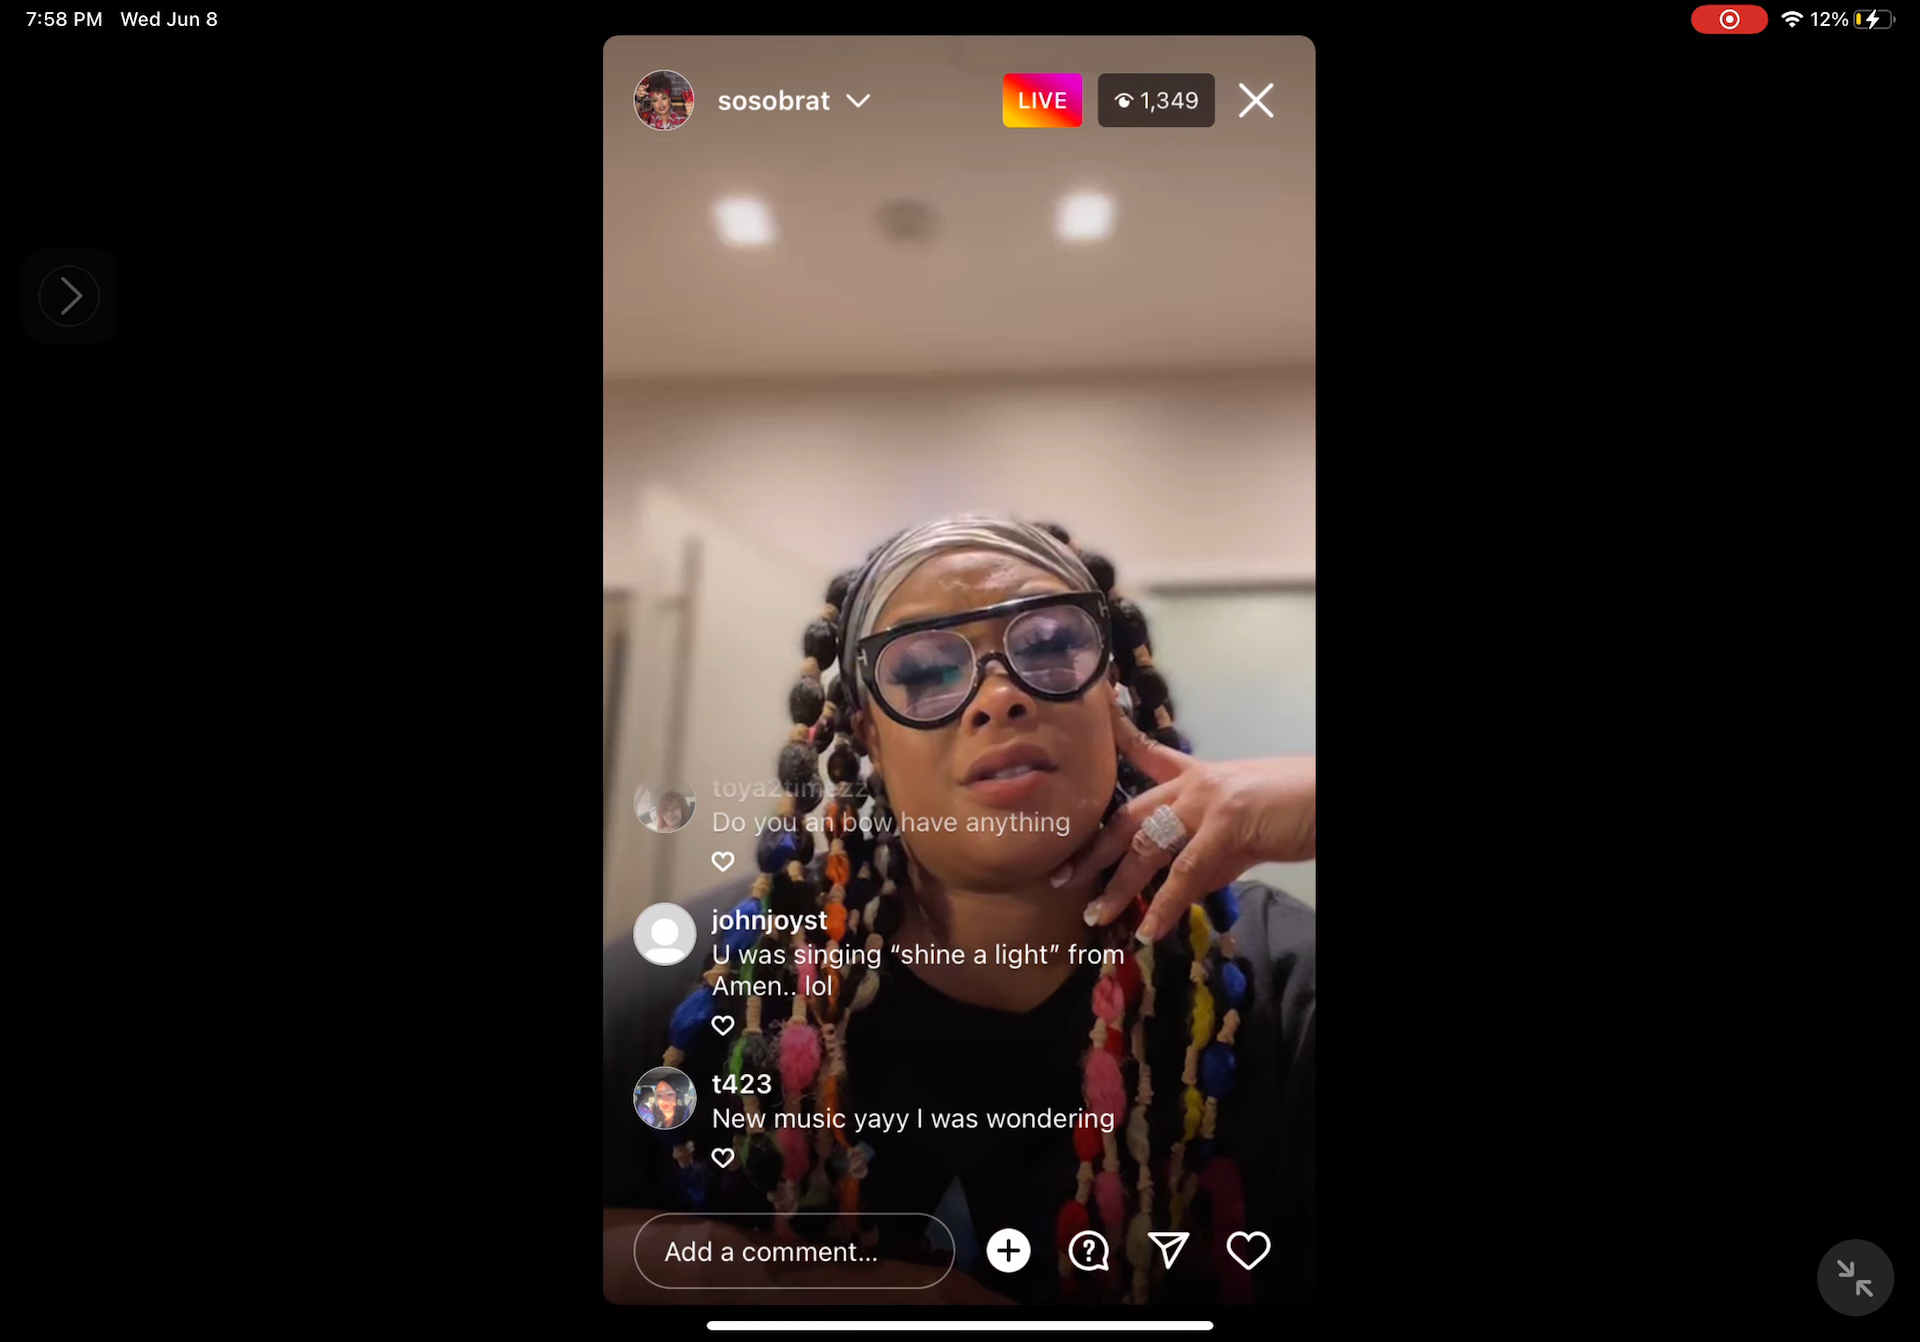 7:58 PM Wed Jun 8
12%
sosobrat
LIVE
1,349
toya2timezz
Do you an bow have anything
johnjoyst
U was singing “shine a light” from
Amen.. lol
t423
New music yayy I was wondering
Add a comment...